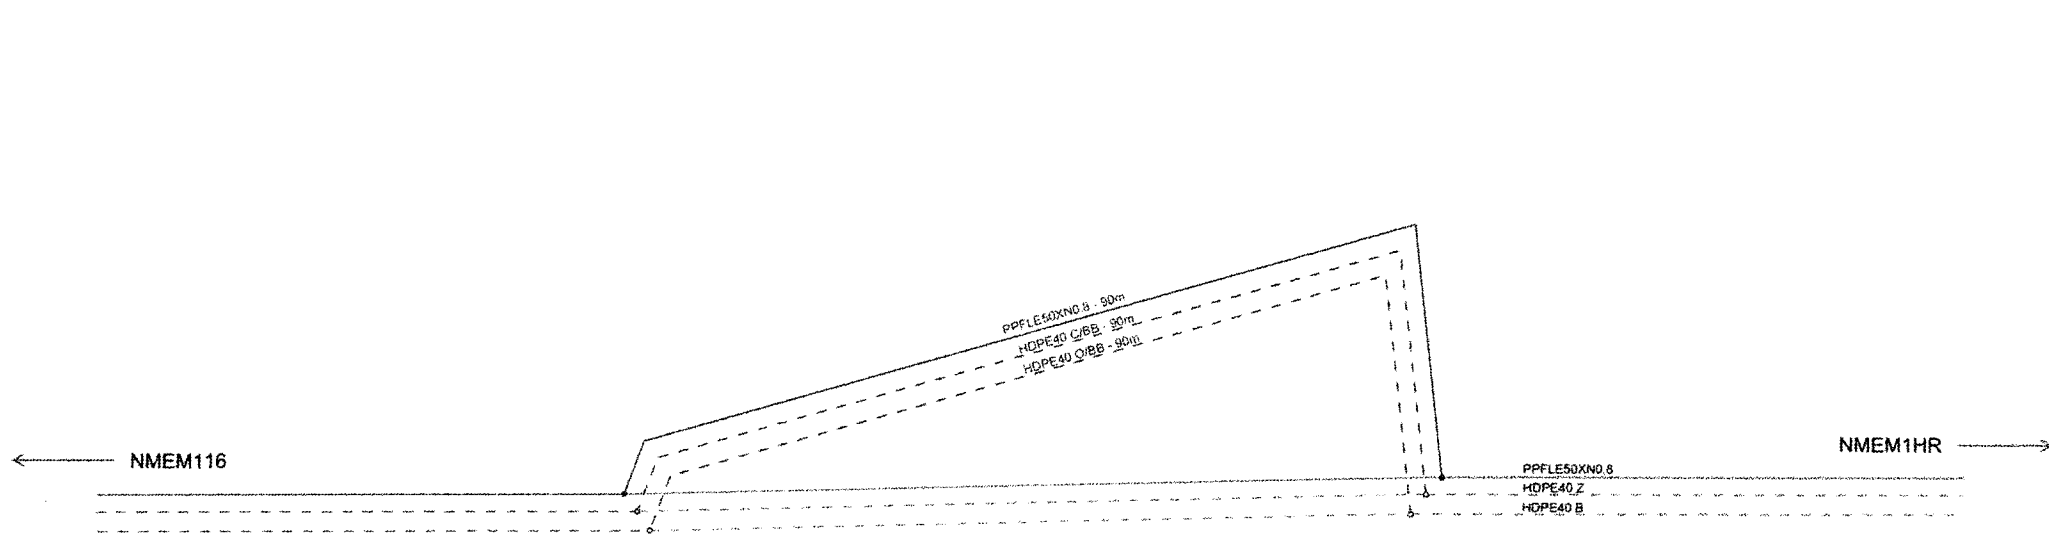 PPFLE50XN0.8 - 90m
HDPE40 C/BB - 90m
HDPE40 O/BB - 90m
NMEM116
NMEM1HR
PPFLE50XN0.8
HDPE40 Z
HDPE40 B